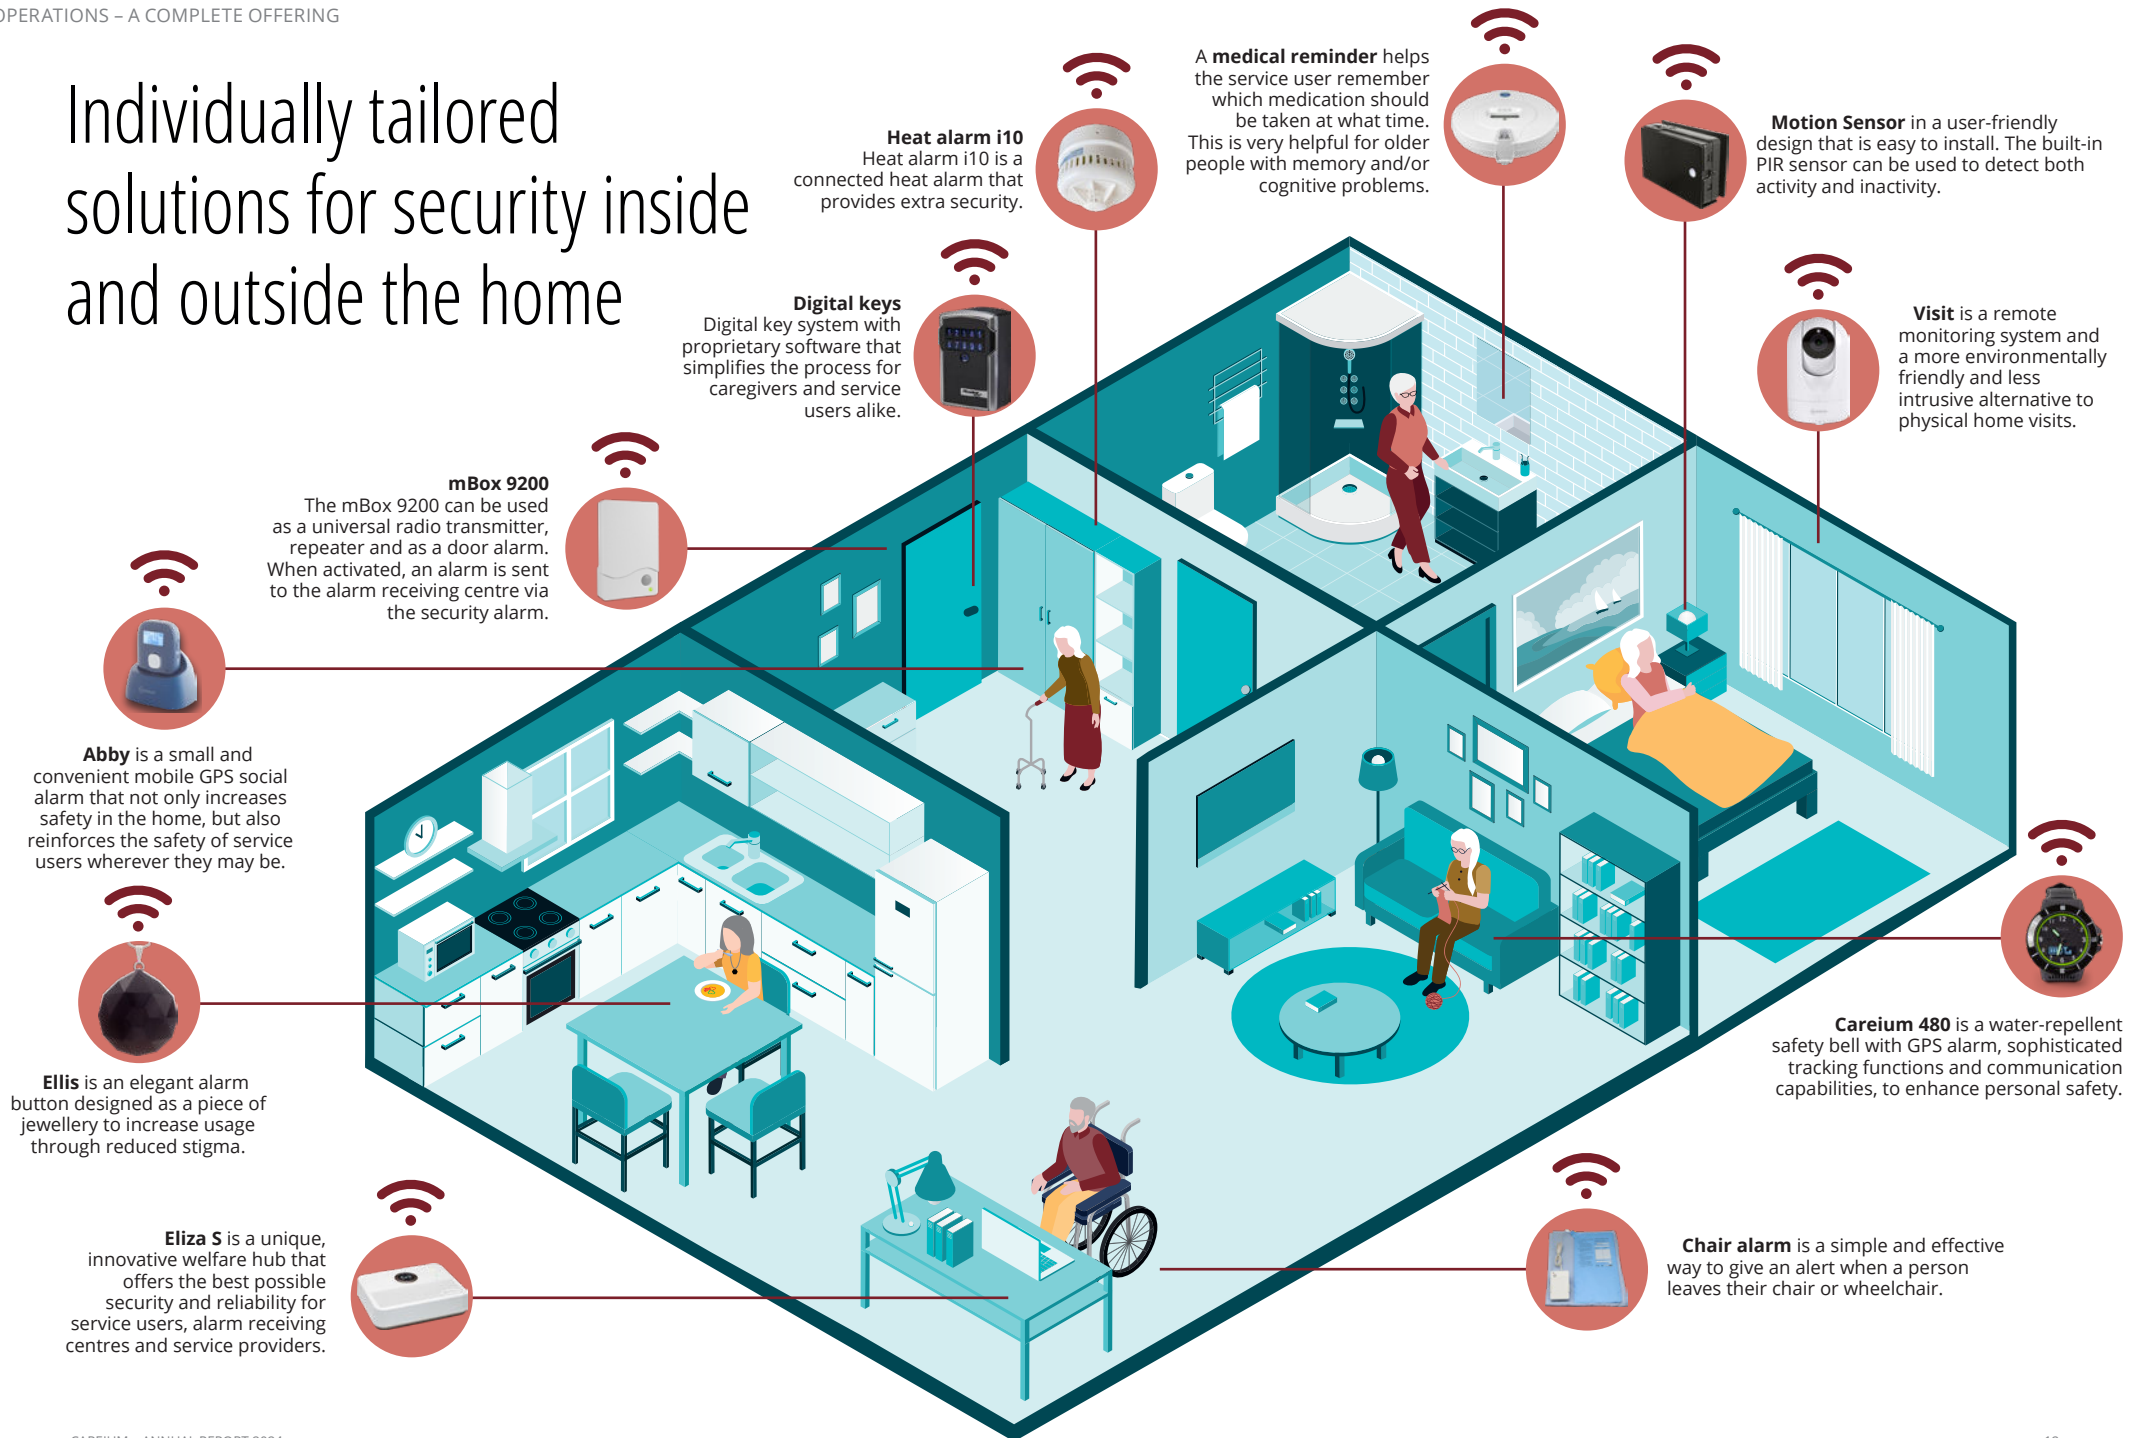 OPERATIONS – A COMPLETE OFFERING
Individually tailored
solutions for security inside
and outside the home
Heat alarm i10
Heat alarm i10 is a
connected heat alarm that
provides extra security.
A medical reminder helps
the service user remember
which medication should
be taken at what time.
This is very helpful for older
people with memory and/or
cognitive problems.
Motion Sensor in a user-friendly
design that is easy to install. The built-in
PIR sensor can be used to detect both
activity and inactivity.
Digital keys
Digital key system with
proprietary software that
simplifies the process for
caregivers and service
users alike.
Visit is a remote
monitoring system and
a more environmentally
friendly and less
intrusive alternative to
physical home visits.
mBox 9200
The mBox 9200 can be used
as a universal radio transmitter,
repeater and as a door alarm.
When activated, an alarm is sent
to the alarm receiving centre via
the security alarm.
Abby is a small and
convenient mobile GPS social
alarm that not only increases
safety in the home, but also
reinforces the safety of service
users wherever they may be.
Ellis is an elegant alarm
button designed as a piece of
jewellery to increase usage
through reduced stigma.
Careium 480 is a water-repellent
safety bell with GPS alarm, sophisticated
tracking functions and communication
capabilities, to enhance personal safety.
Eliza S is a unique,
innovative welfare hub that
offers the best possible
security and reliability for
service users, alarm receiving
centres and service providers.
Chair alarm is a simple and effective
way to give an alert when a person
leaves their chair or wheelchair.